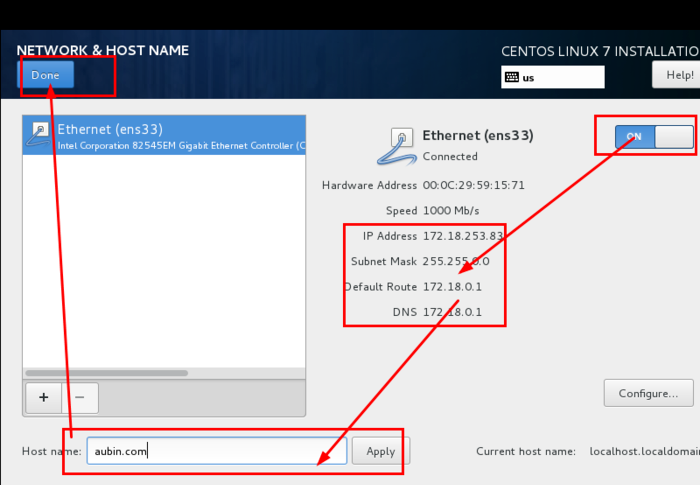 NETWORK & HOST NAME
CENTOS LINUX 7 INSTALLATIO
Done
us
Help!
Ethernet (ens33)
Intel Corporation 82545EM Gigabit Ethernet Controller (C
Ethernet (ens33)
Connected
ON
Hardware Address 00:0C:29:59:15:71
Speed 1000 Mb/s
IP Address 172.18.253.83
Subnet Mask 255.255.0.0
Default Route 172.18.0.1
DNS 172.18.0.1
+ −
Configure...
Host name: aubin.com Apply
Current host name: localhost.localdomai